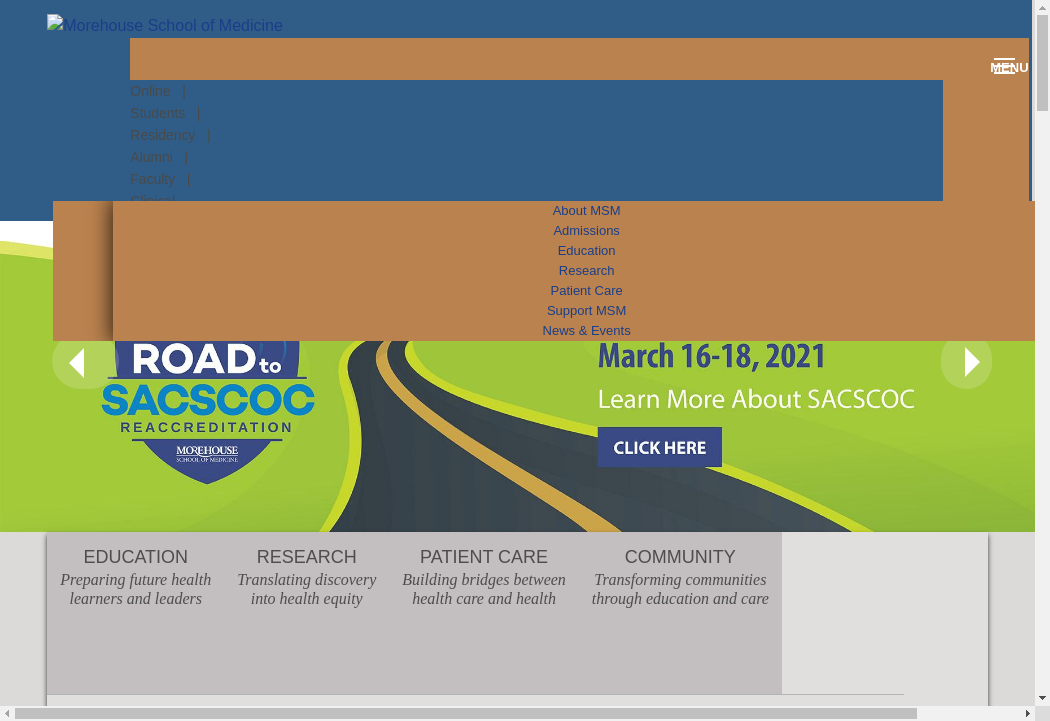 Morehouse School of Medicine
MENU
Online |
Students |
Residency |
Alumni |
Faculty |
Clinical
About MSM
Admissions
Education
Research
Patient Care
Support MSM
News & Events
ROAD to
SACSCOC
REACCREDITATION
MOREHOUSE
SCHOOL OF MEDICINE
March 16-18, 2021
Learn More About SACSCOC
CLICK HERE
EDUCATION
Preparing future health
learners and leaders
RESEARCH
Translating discovery
into health equity
PATIENT CARE
Building bridges between
health care and health
COMMUNITY
Transforming communities
through education and care